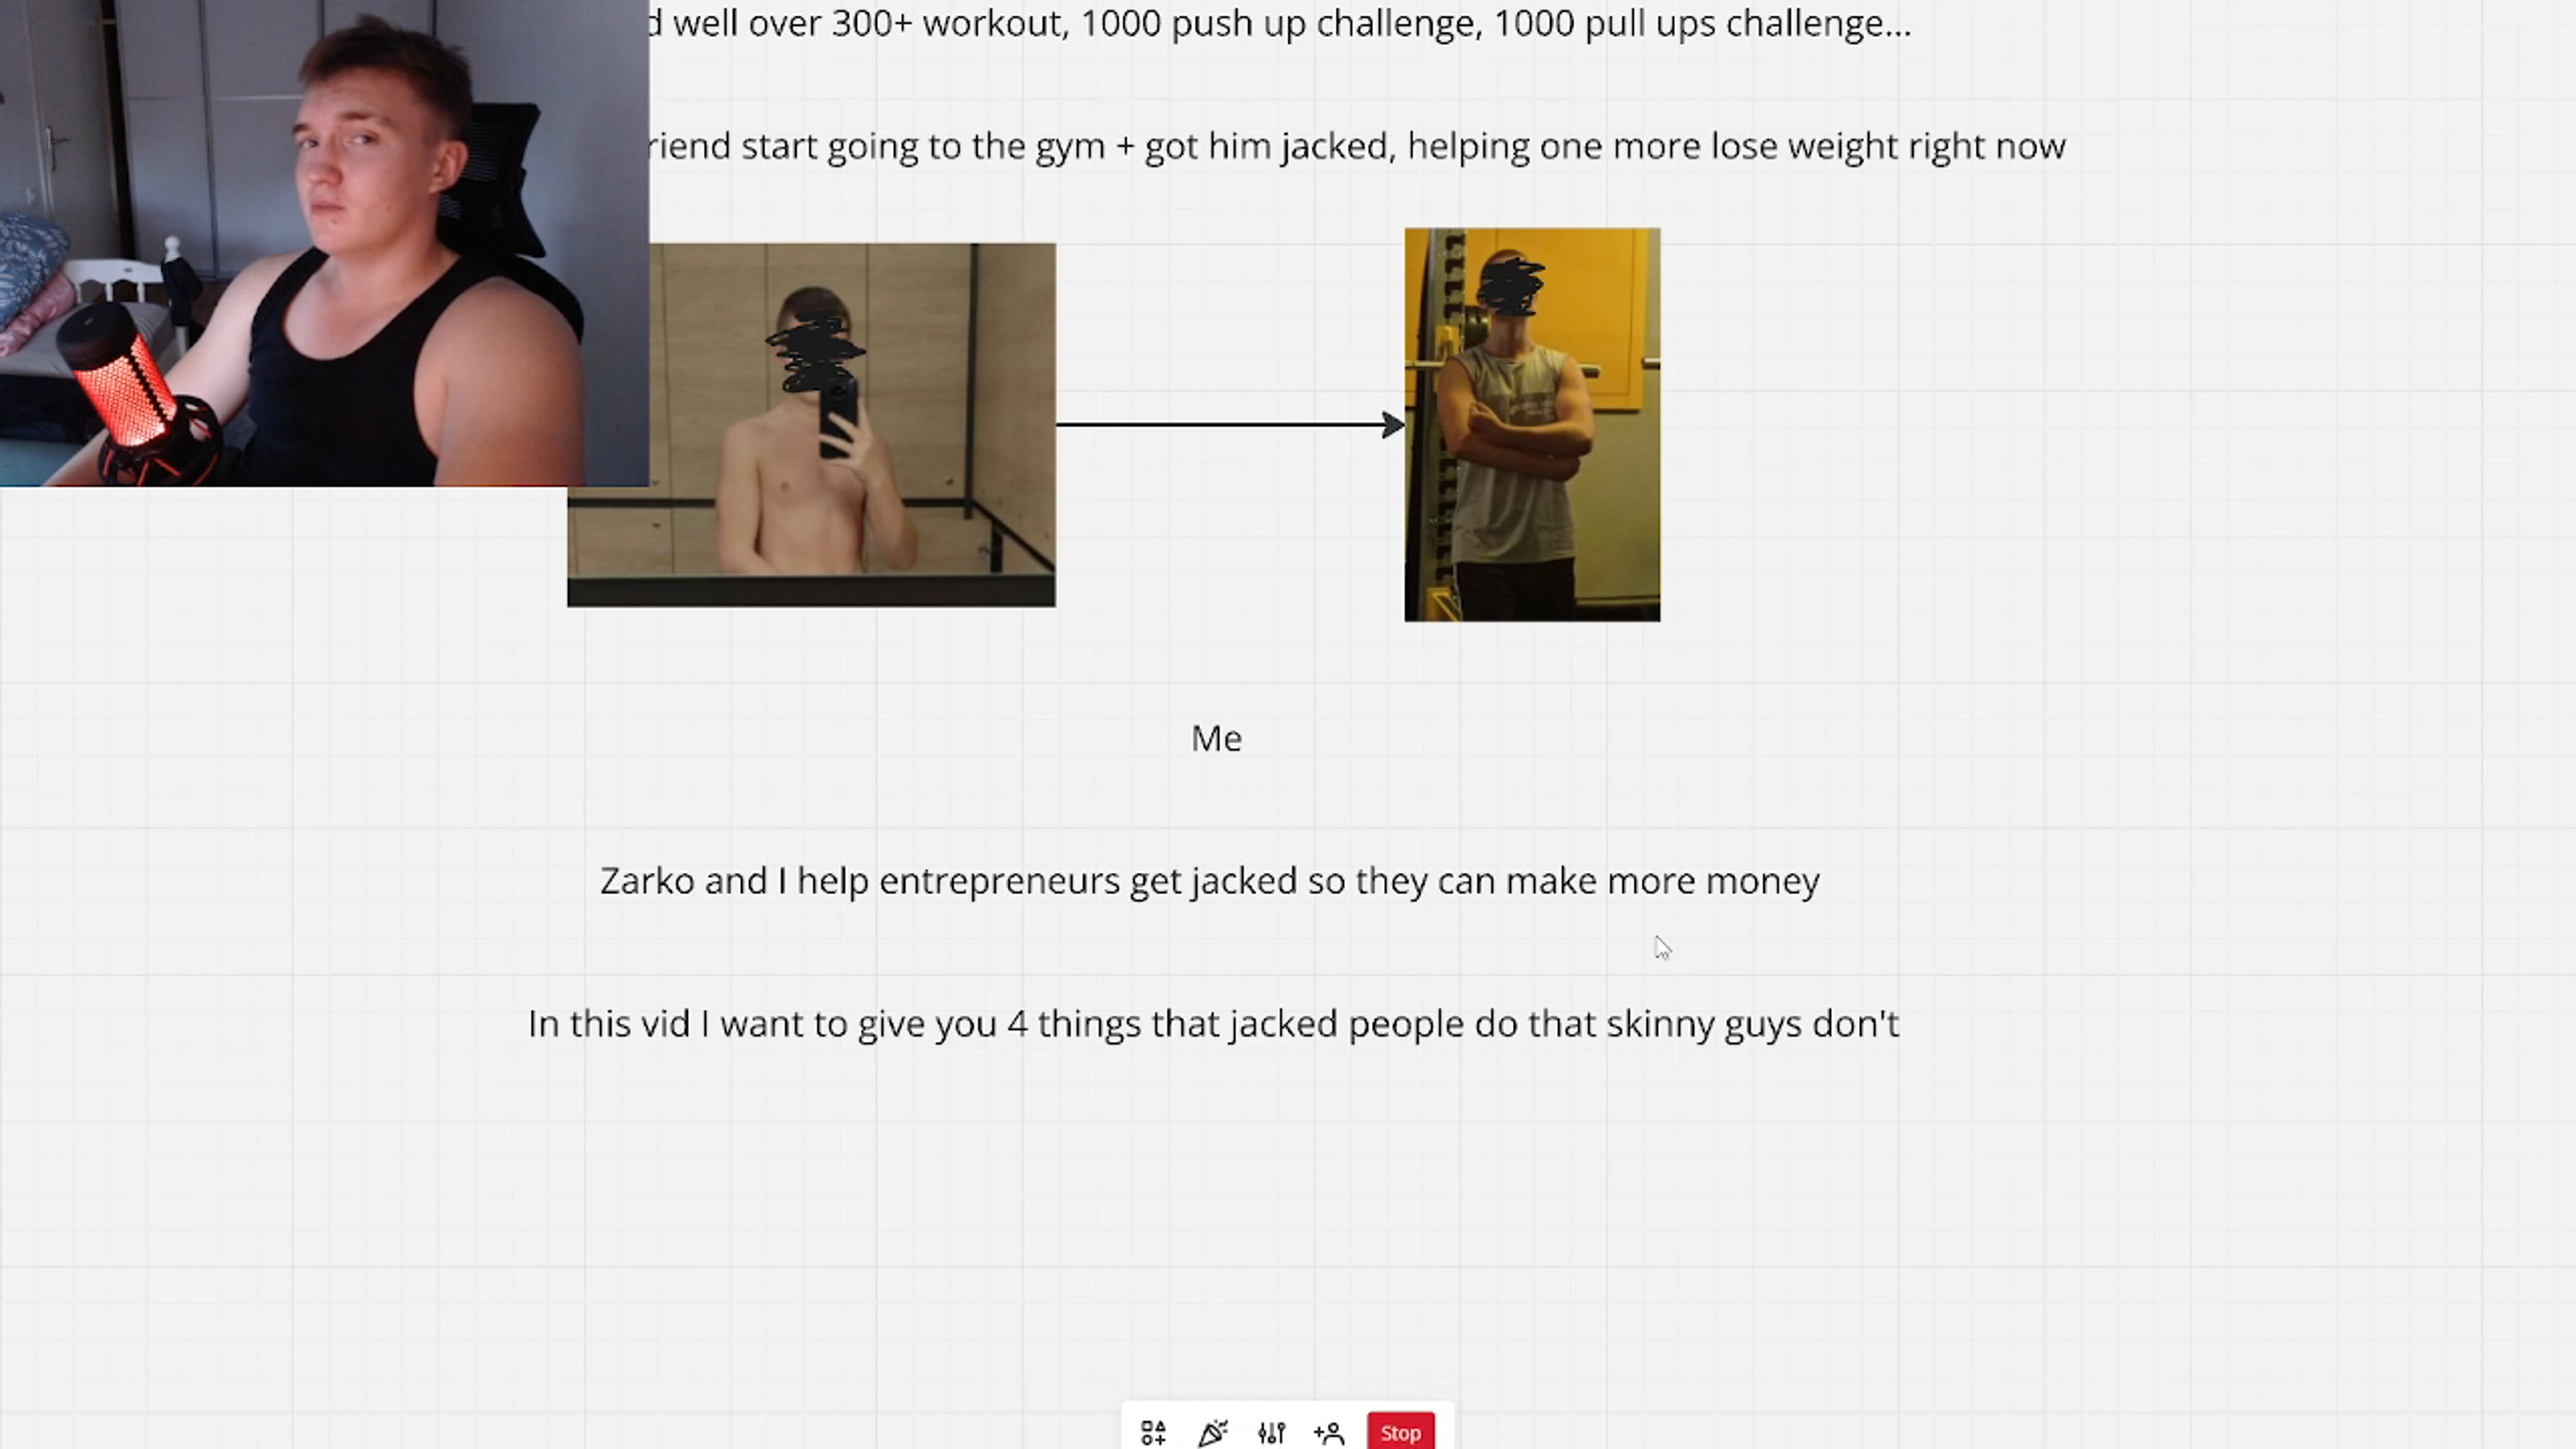 well over 300+ workout, 1000 push up challenge, 1000 pull ups challenge...
start going to the gym + got him jacked, helping one more lose weight right now
Me
Zarko and I help entrepreneurs get jacked so they can make more money
In this vid I want to give you 4 things that jacked people do that skinny guys don't
Stop